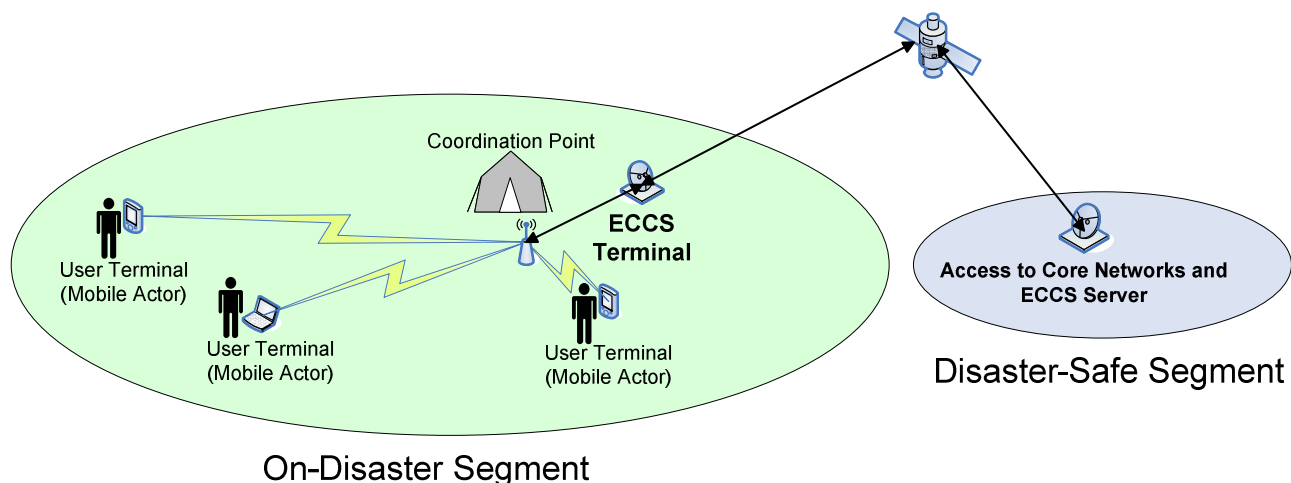 Coordination Point
ECCS
Terminal
User Terminal
(Mobile Actor)
User Terminal
(Mobile Actor)
User Terminal
(Mobile Actor)
On-Disaster Segment
Access to Core Networks and
ECCS Server
Disaster-Safe Segment